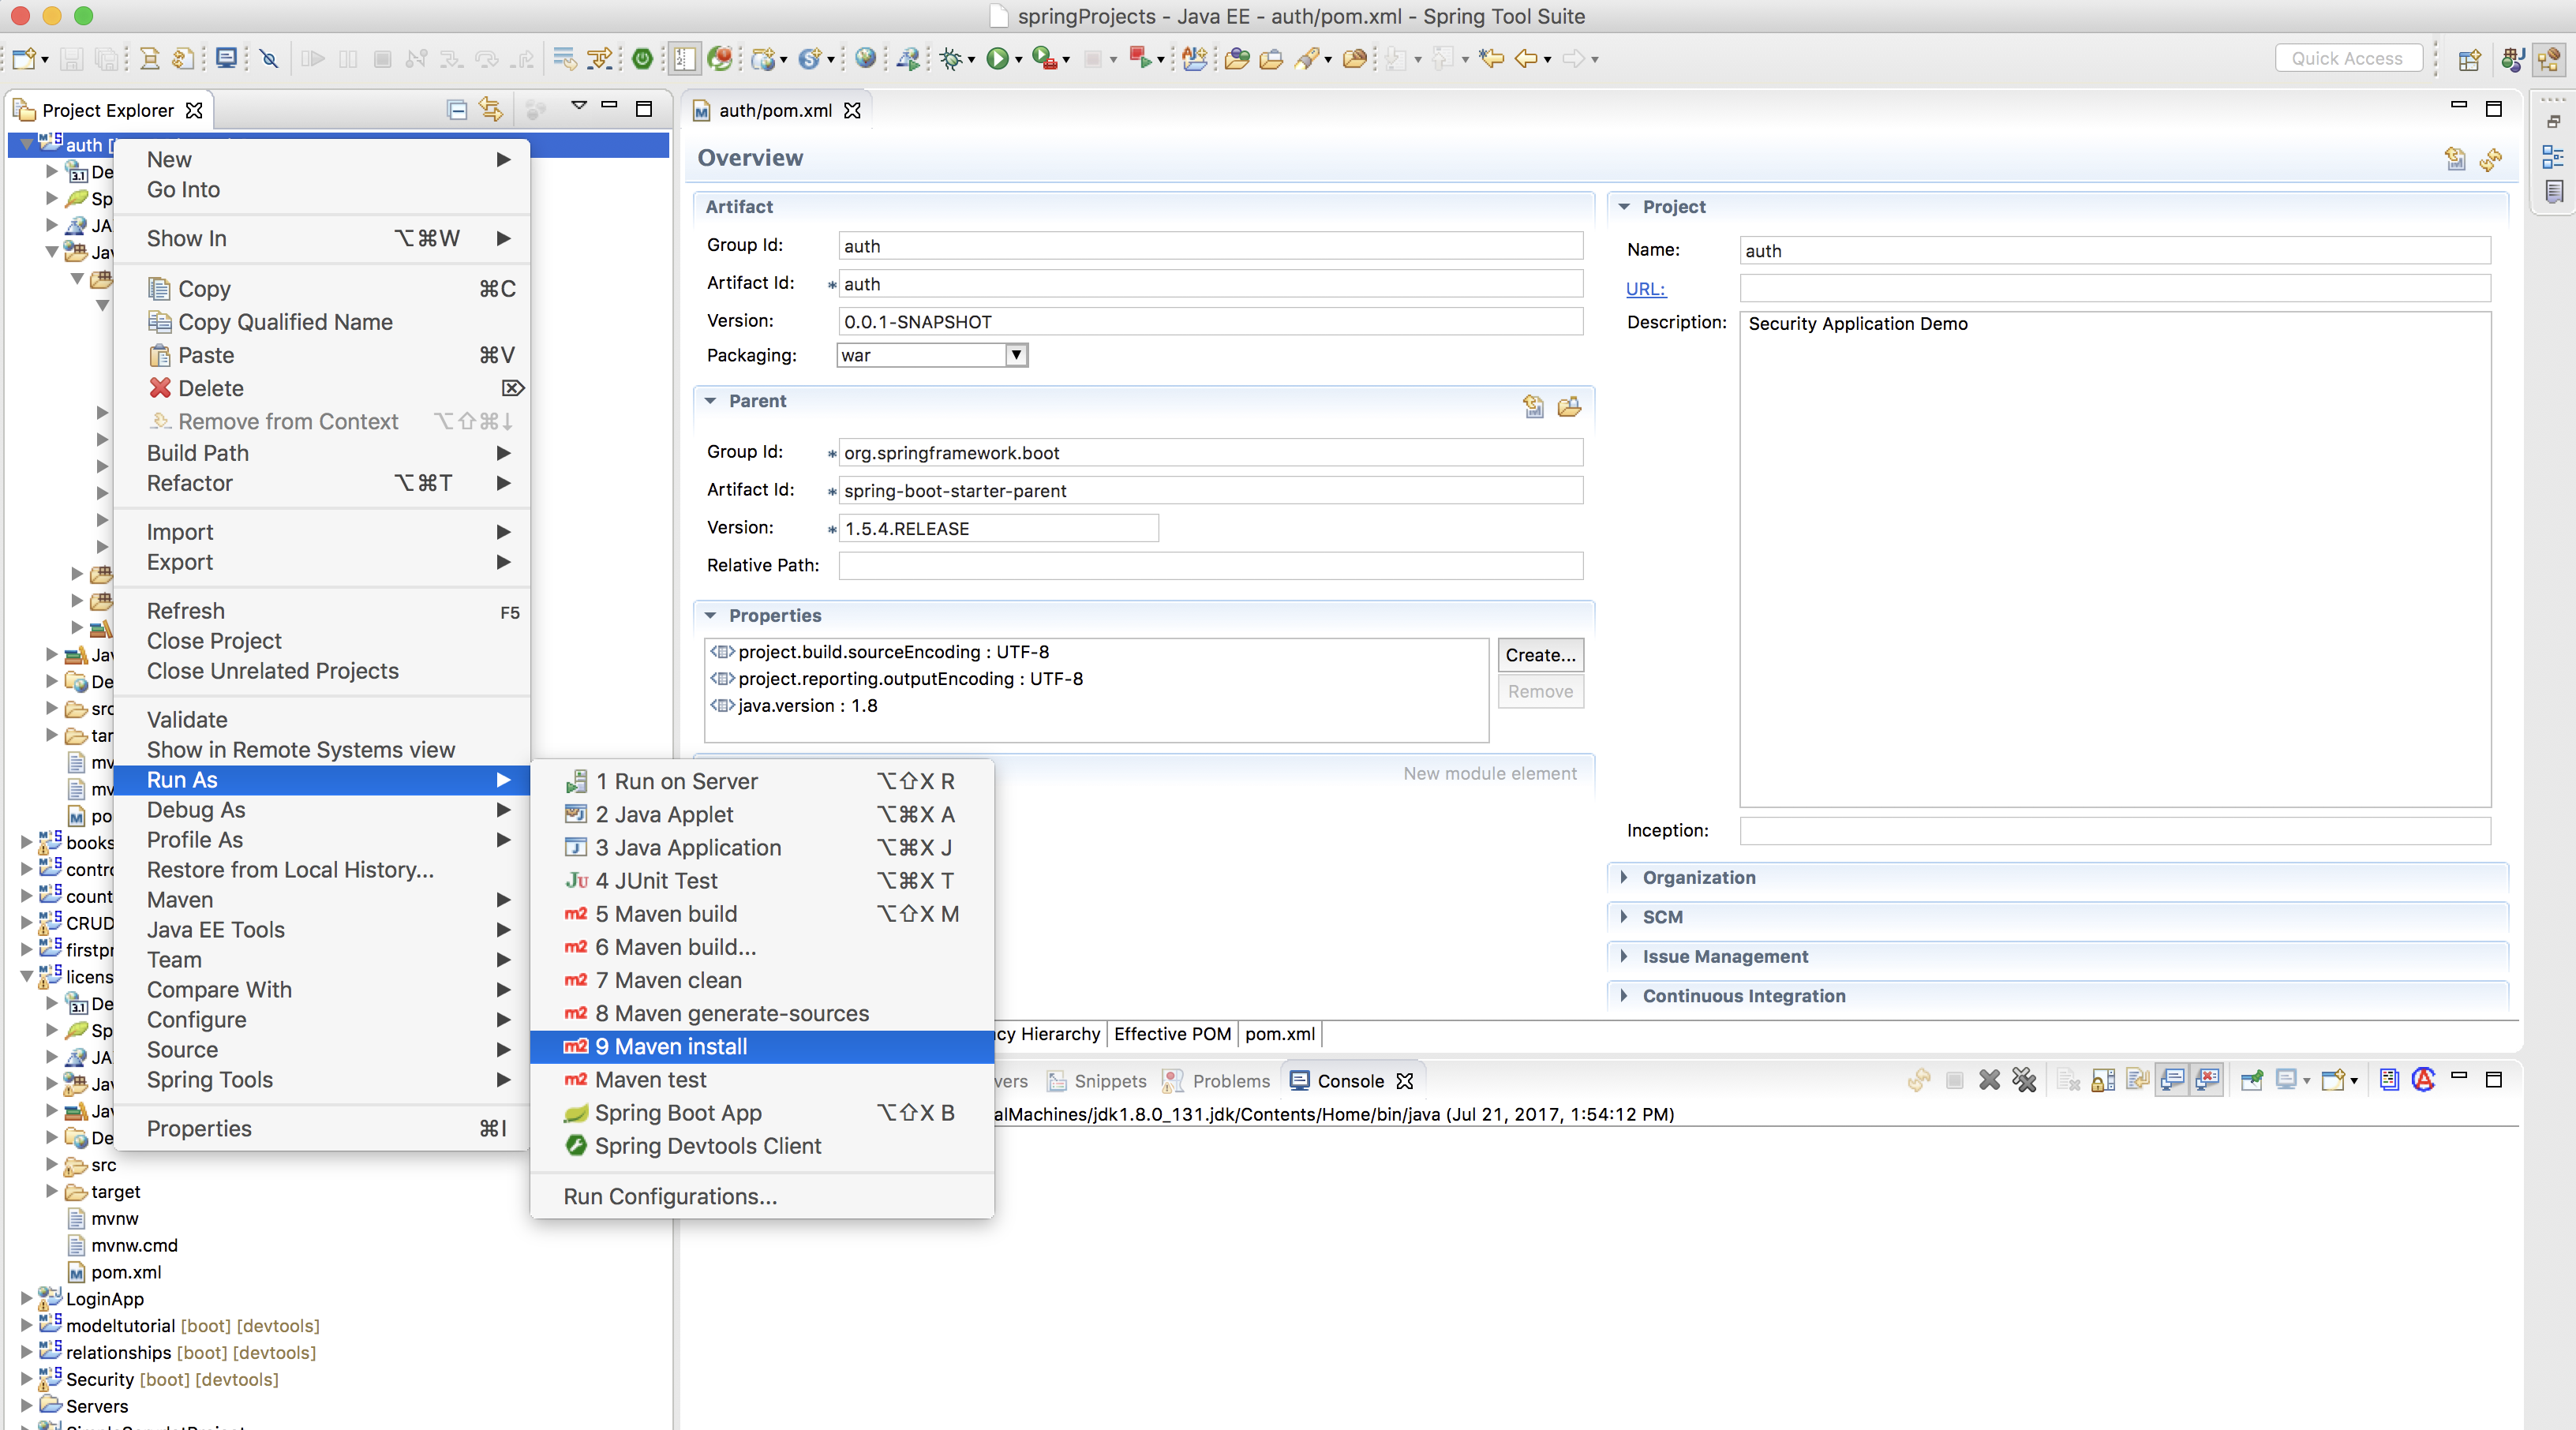 springProjects - Java EE - auth/pom.xml - Spring Tool Suite
Quick Access
Project Explorer
auth [
De
Sp
JA
Jav
Jav
De
src
tar
mv
mv
po
books
contro
count
CRUD
firstpr
licens
De
Sp
JA
Jav
Jav
De
src
target
mvnw
mvnw.cmd
pom.xml
LoginApp
modeltutorial [boot] [devtools]
relationships [boot] [devtools]
Security [boot] [devtools]
Servers
New
Go Into
Show In ⌥⌘W
Copy ⌘C
Copy Qualified Name
Paste ⌘V
Delete ⌦
Remove from Context ⌥⇧⌘↓
Build Path
Refactor ⌥⌘T
Import
Export
Refresh F5
Close Project
Close Unrelated Projects
Validate
Show in Remote Systems view
Run As
Debug As
Profile As
Restore from Local History...
Maven
Java EE Tools
Team
Compare With
Configure
Source
Spring Tools
Properties ⌘I
1 Run on Server ⌥⇧X R
2 Java Applet ⌥⌘X A
3 Java Application ⌥⌘X J
4 JUnit Test ⌥⌘X T
5 Maven build ⌥⇧X M
6 Maven build...
7 Maven clean
8 Maven generate-sources
9 Maven install
Maven test
Spring Boot App ⌥⇧X B
Spring Devtools Client
Run Configurations...
auth/pom.xml
Overview
Artifact
Group Id: auth
Artifact Id: * auth
Version: 0.0.1-SNAPSHOT
Packaging: war
Parent
Group Id: * org.springframework.boot
Artifact Id: * spring-boot-starter-parent
Version: * 1.5.4.RELEASE
Relative Path:
Properties
project.build.sourceEncoding : UTF-8
project.reporting.outputEncoding : UTF-8
java.version : 1.8
Create...
Remove
New module element
Project
Name: auth
URL:
Description: Security Application Demo
Inception:
Organization
SCM
Issue Management
Continuous Integration
cy Hierarchy Effective POM pom.xml
vers Snippets Problems Console
alMachines/jdk1.8.0_131.jdk/Contents/Home/bin/java (Jul 21, 2017, 1:54:12 PM)